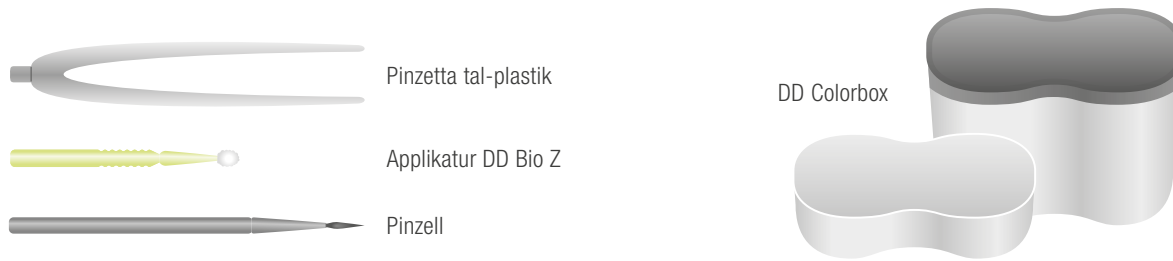 Pinzetta tal-plastik
DD Colorbox
Applikatur DD Bio Z
Pinzell